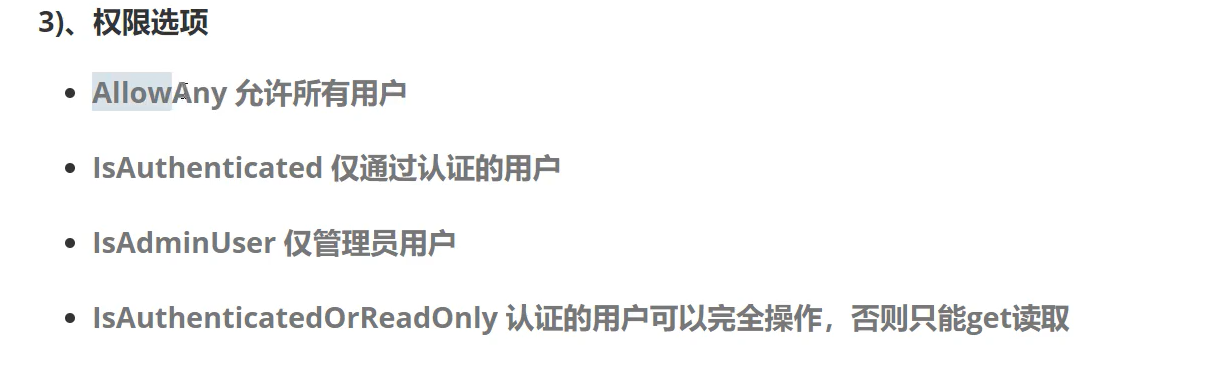 3)、权限选项
AllowAny 允许所有用户
IsAuthenticated 仅通过认证的用户
IsAdminUser 仅管理员用户
IsAuthenticatedOrReadOnly 认证的用户可以完全操作，否则只能get读取